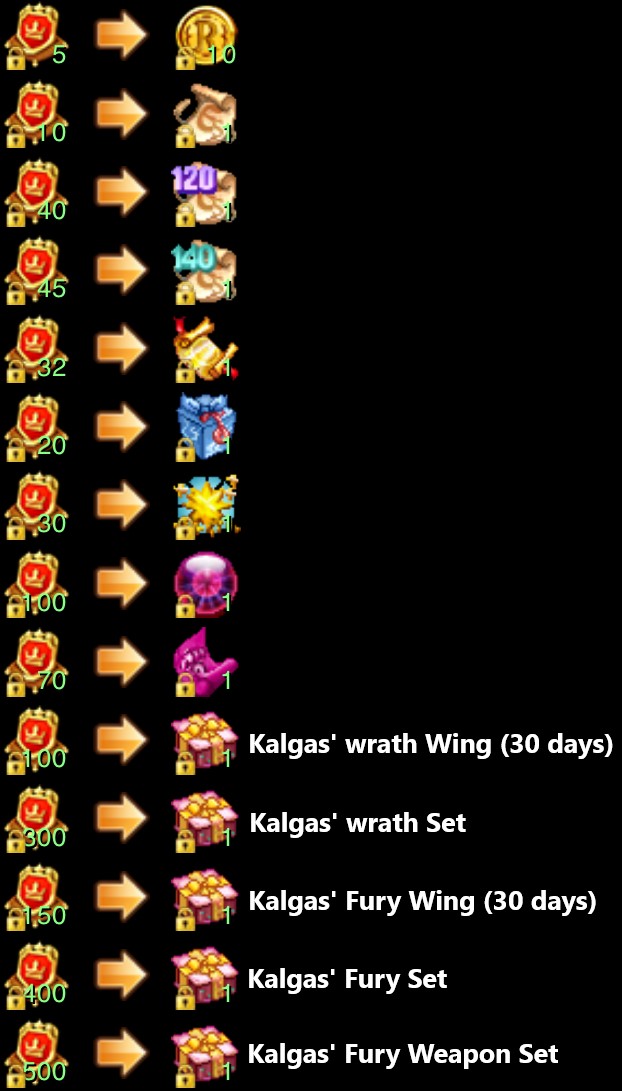 5 R 10
10 1
40 120 1
45 140 1
32 1
20 1
30 1
100 1
70 1
100 1 Kalgas' wrath Wing (30 days)
300 1 Kalgas' wrath Set
150 1 Kalgas' Fury Wing (30 days)
400 1 Kalgas' Fury Set
500 1 Kalgas' Fury Weapon Set